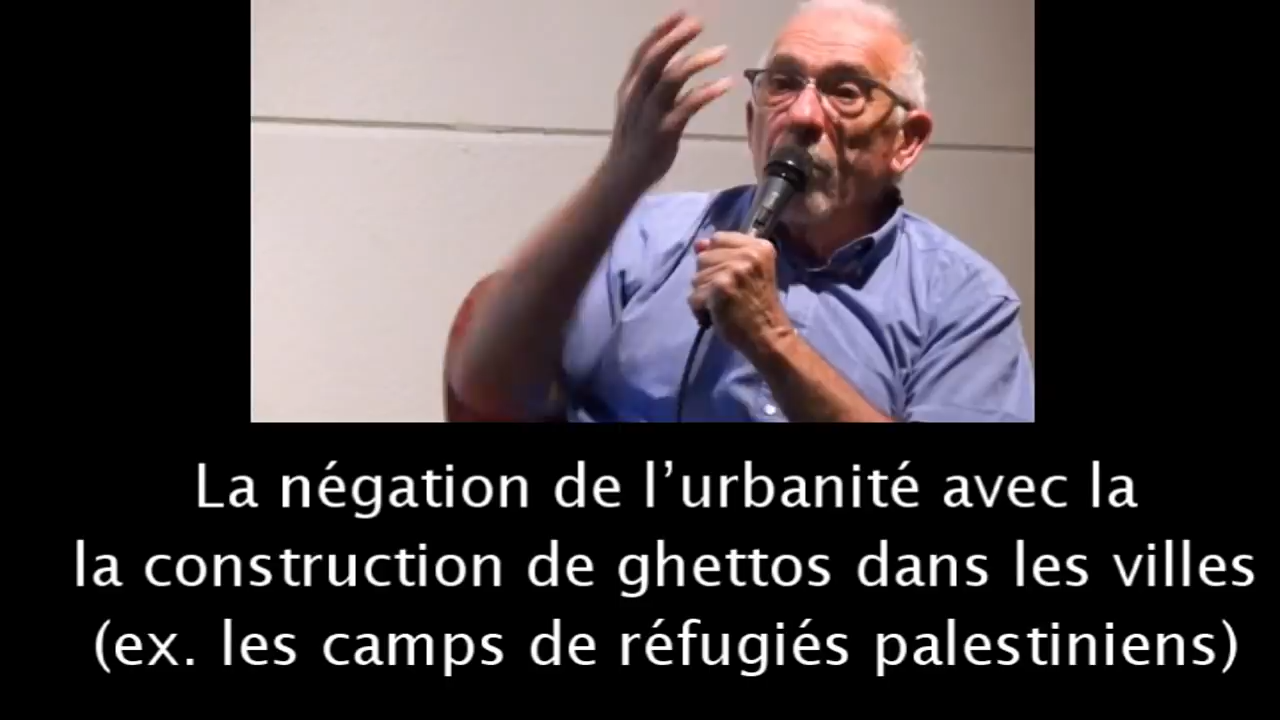 La négation de l’urbanité avec la
la construction de ghettos dans les villes
(ex. les camps de réfugiés palestiniens)